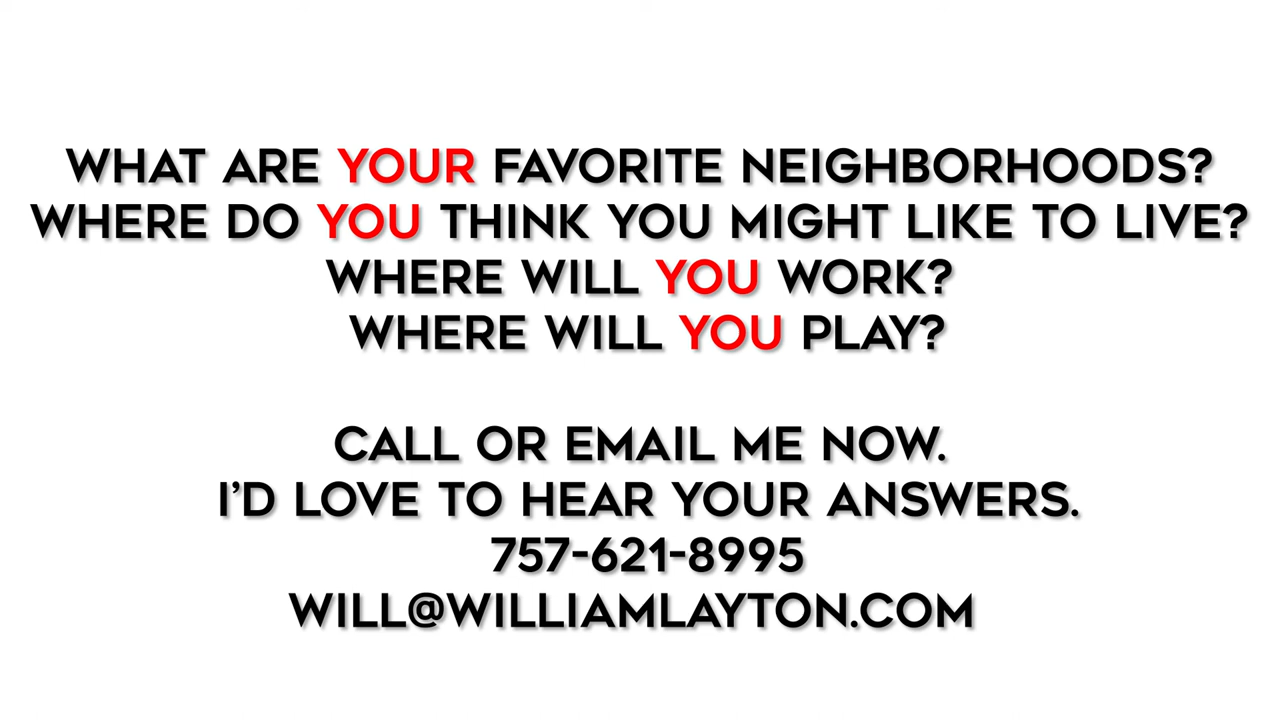 WHAT ARE YOUR FAVORITE NEIGHBORHOODS?
WHERE DO YOU THINK YOU MIGHT LIKE TO LIVE?
WHERE WILL YOU WORK?
WHERE WILL YOU PLAY?
CALL OR EMAIL ME NOW.
I'D LOVE TO HEAR YOUR ANSWERS.
757-621-8995
WILL@WILLIAMLAYTON.COM